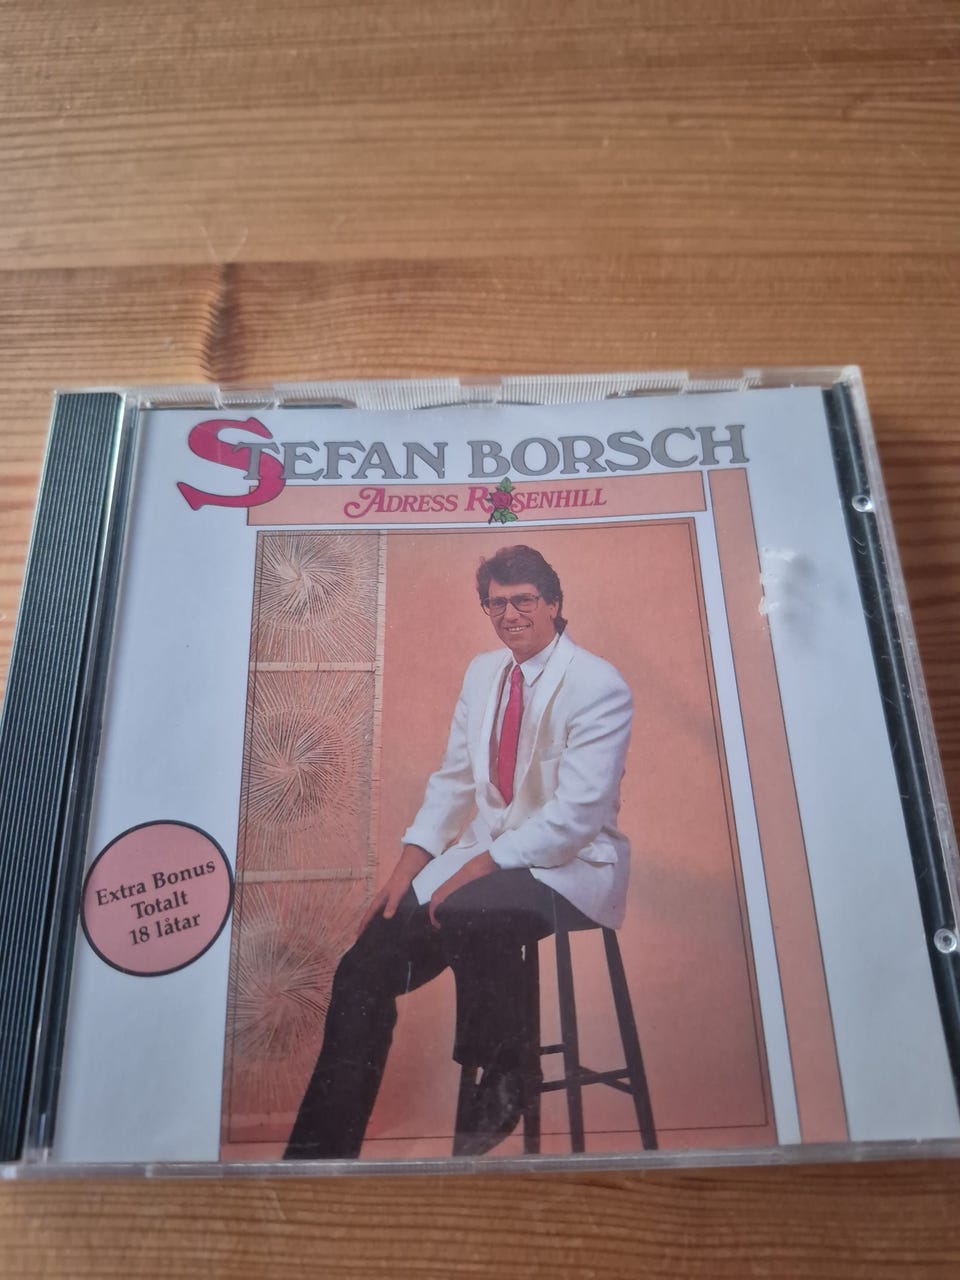 STEFAN BORSCH
ADRESS ROSENHILL
Extra Bonus
Totalt
18 låtar